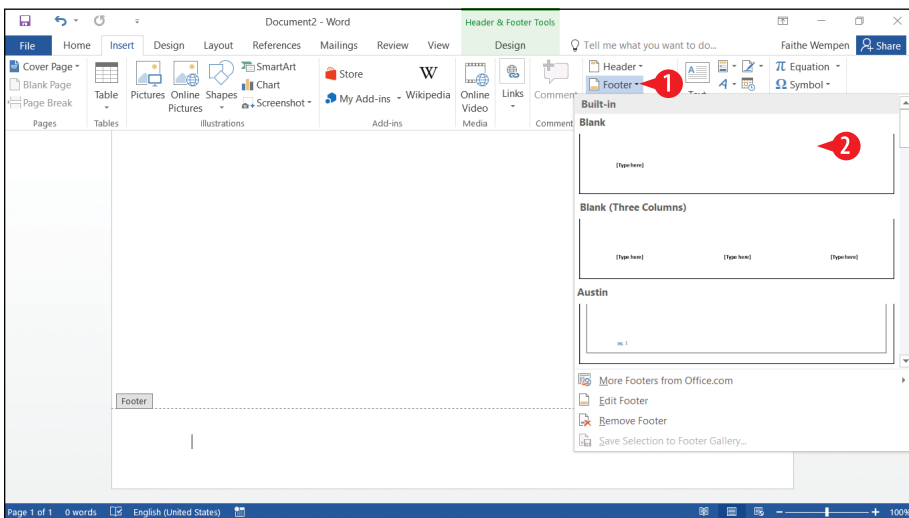 Document2 - Word
Header & Footer Tools
File Home Insert Design Layout References Mailings Review View Design Tell me what you want to do... Faithe Wempen Share
Cover Page
Blank Page
Page Break
Pages
Table
Tables
Pictures
Online Pictures
Shapes
SmartArt
Chart
Screenshot
Illustrations
Store
My Add-ins
W
Wikipedia
Add-ins
Online Video
Media
Links
Comment
Comment
Header
Footer
1
Text
A
A
π Equation
Ω Symbol
Built-in
Blank
2
[Type here]
Blank (Three Columns)
[Type here] [Type here] [Type here]
Austin
pg. 1
More Footers from Office.com
Edit Footer
Remove Footer
Save Selection to Footer Gallery...
Footer
Page 1 of 1 0 words English (United States) 100%